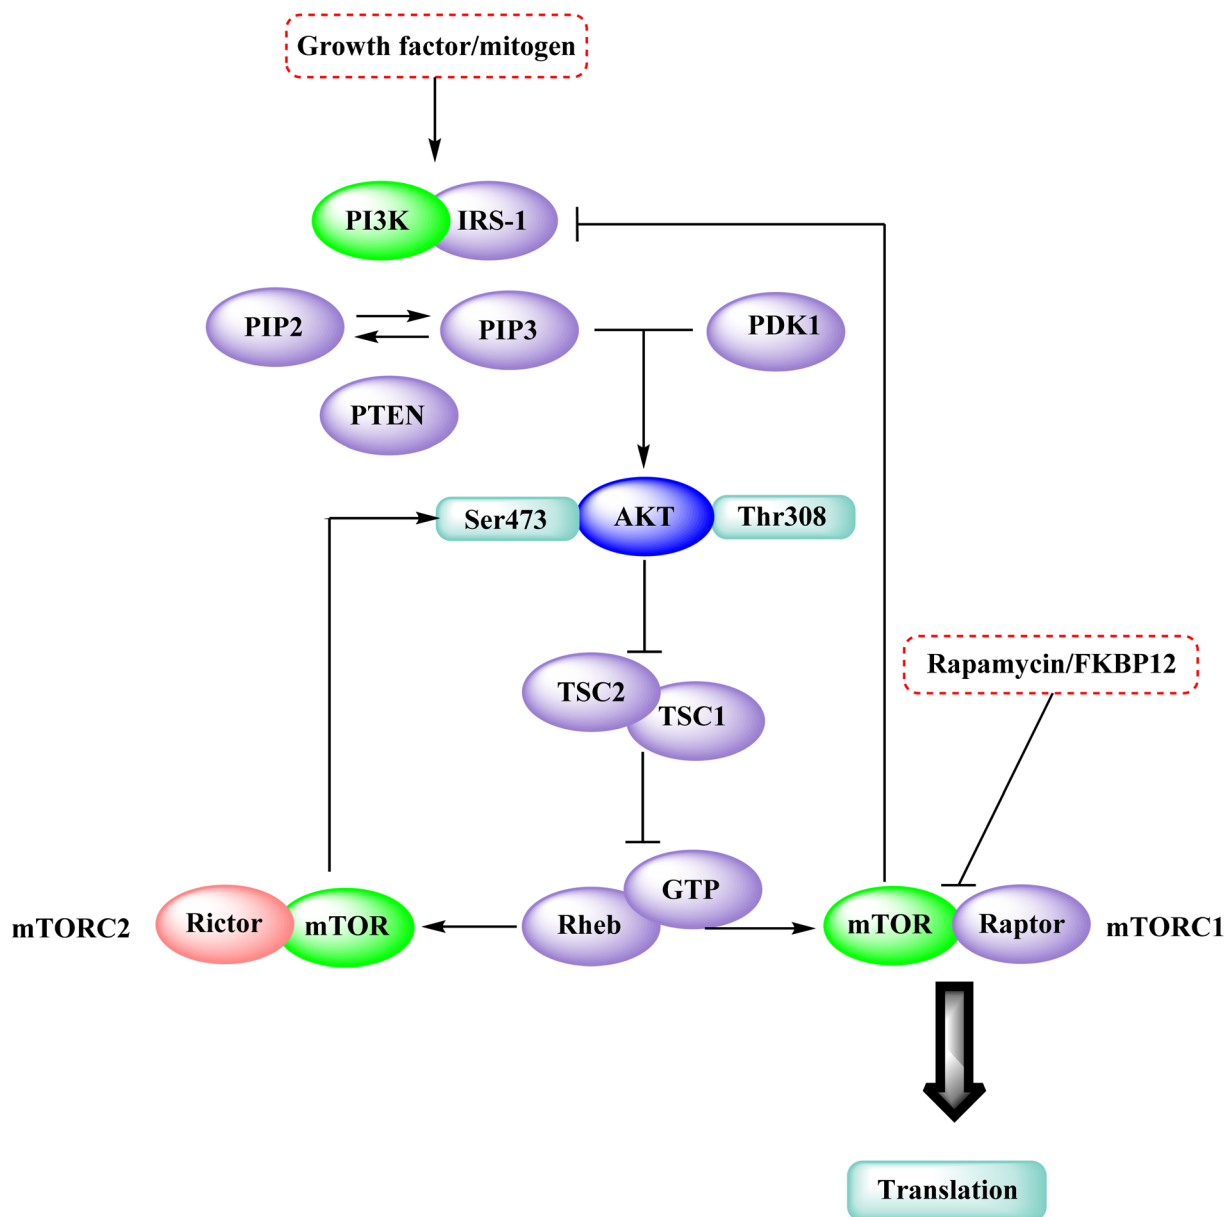 Growth factor/mitogen
PI3K
IRS-1
PIP2
PIP3
PDK1
PTEN
Ser473
AKT
Thr308
Rapamycin/FKBP12
TSC2
TSC1
GTP
mTORC2
Rictor
mTOR
Rheb
mTOR
Raptor
mTORC1
Translation